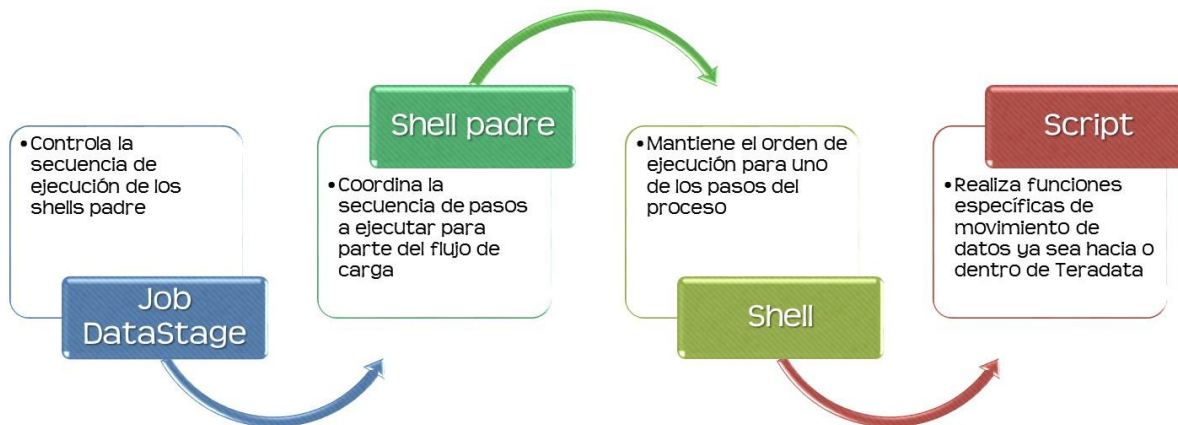 • Controla la
secuencia de
ejecución de los
shells padre
Job
DataStage
Shell padre
• Coordina la
secuencia de pasos
a ejecutar para
parte del flujo de
carga
• Mantiene el orden de
ejecución para uno
de los pasos del
proceso
Shell
Script
• Realiza funciones
específicas de
movimiento de
datos ya sea hacia o
dentro de Teradata